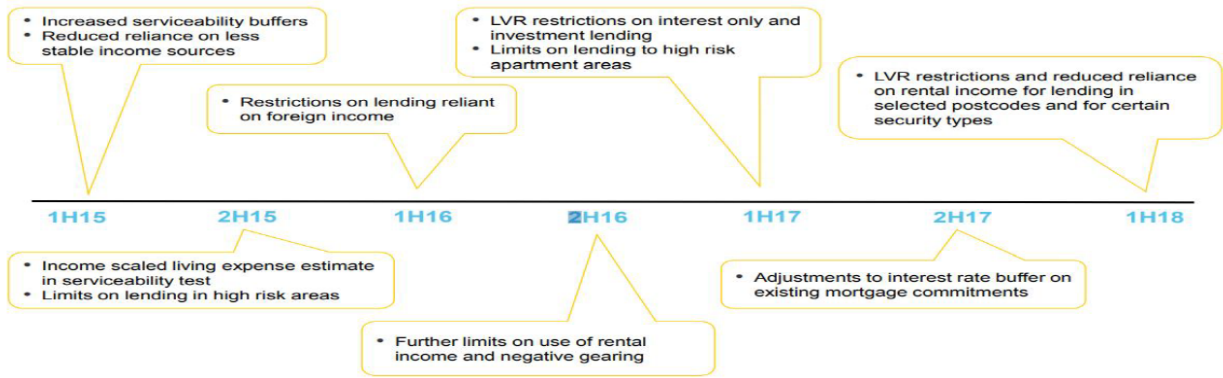 • Increased serviceability buffers
• Reduced reliance on less
stable income sources
• Restrictions on lending reliant
on foreign income
• LVR restrictions on interest only and
investment lending
• Limits on lending to high risk
apartment areas
• LVR restrictions and reduced reliance
on rental income for lending in
selected postcodes and for certain
security types
1H15 2H15 1H16 2H16 1H17 2H17 1H18
• Income scaled living expense estimate
in serviceability test
• Limits on lending in high risk areas
• Further limits on use of rental
income and negative gearing
• Adjustments to interest rate buffer on
existing mortgage commitments